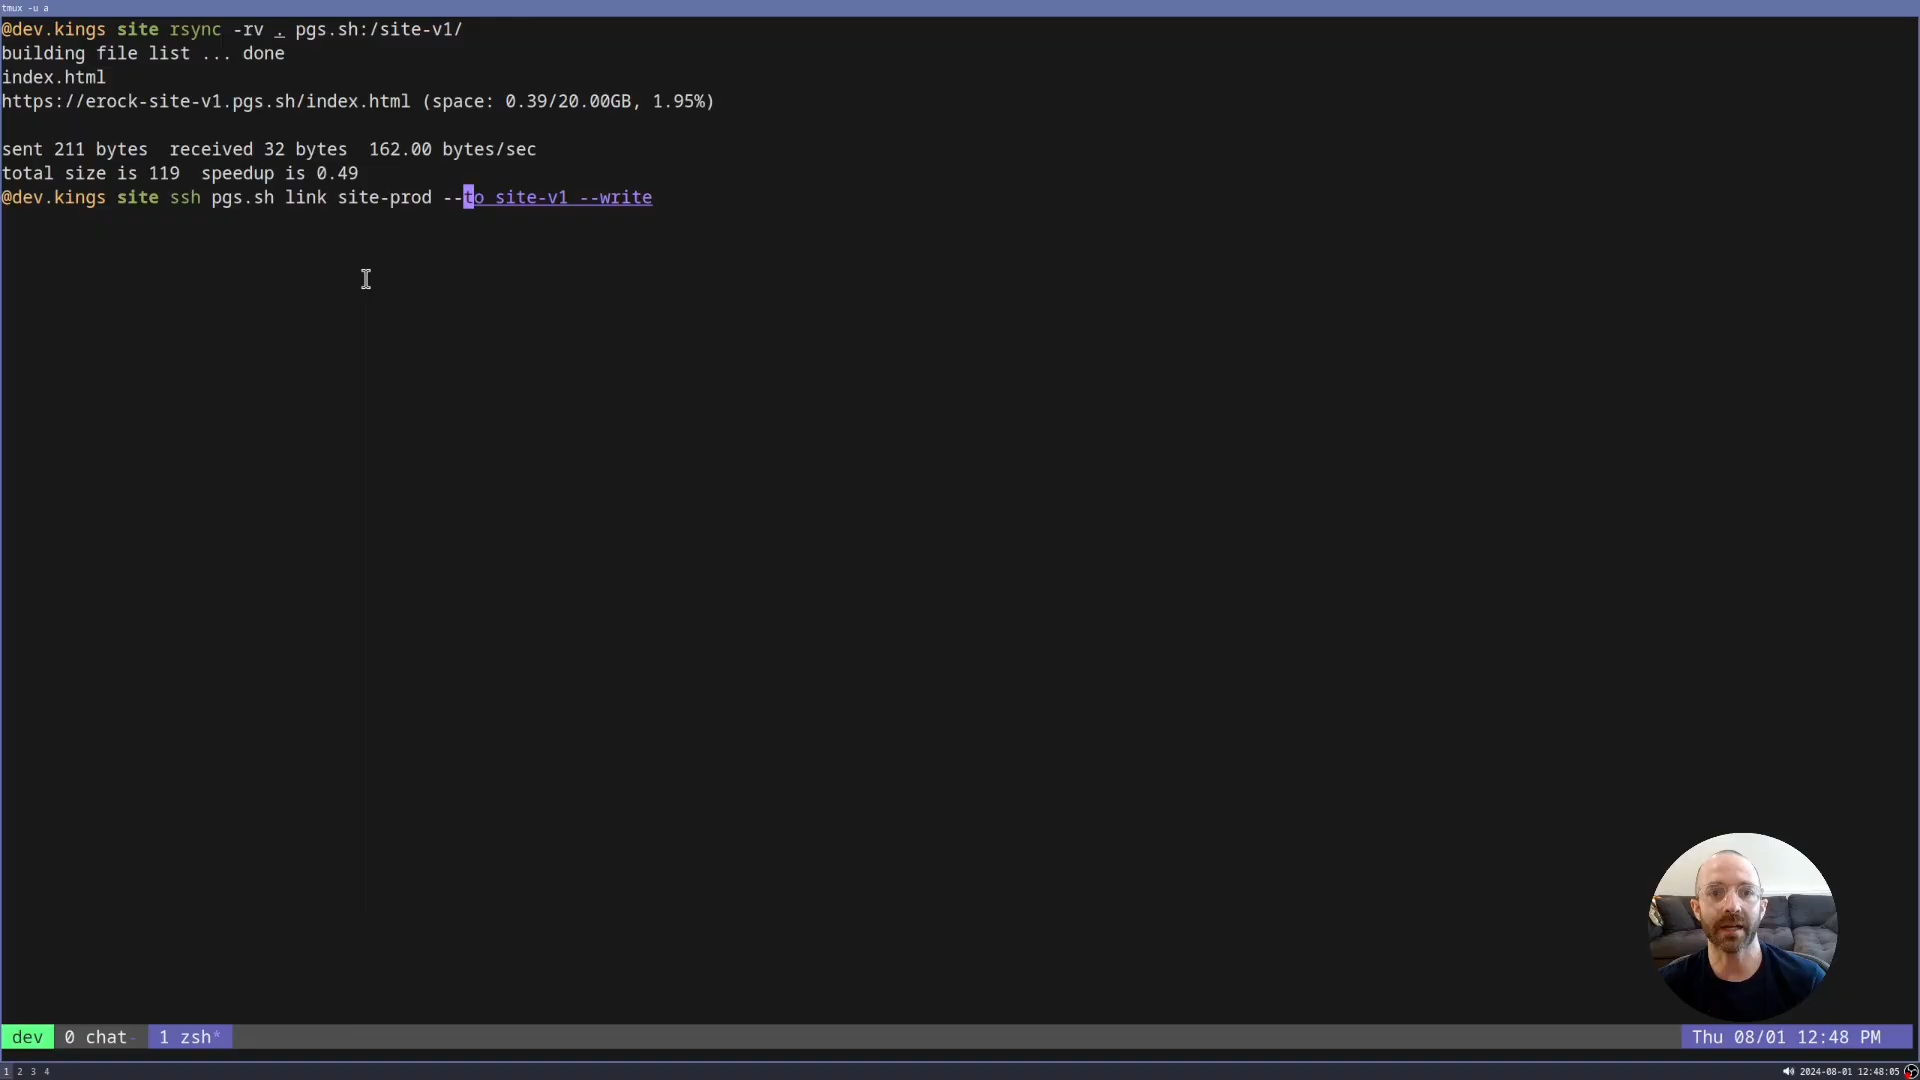 tmux -u a
@dev.kings site rsync -rv . pgs.sh:/site-v1/
building file list ... done
index.html
https://erock-site-v1.pgs.sh/index.html (space: 0.39/20.00GB, 1.95%)
sent 211 bytes  received 32 bytes  162.00 bytes/sec
total size is 119  speedup is 0.49
@dev.kings site ssh pgs.sh link site-prod --to site-v1 --write
dev 0 chat- 1 zsh* Thu 08/01 12:48 PM
1 2 3 4 2024-08-01 12:48:05